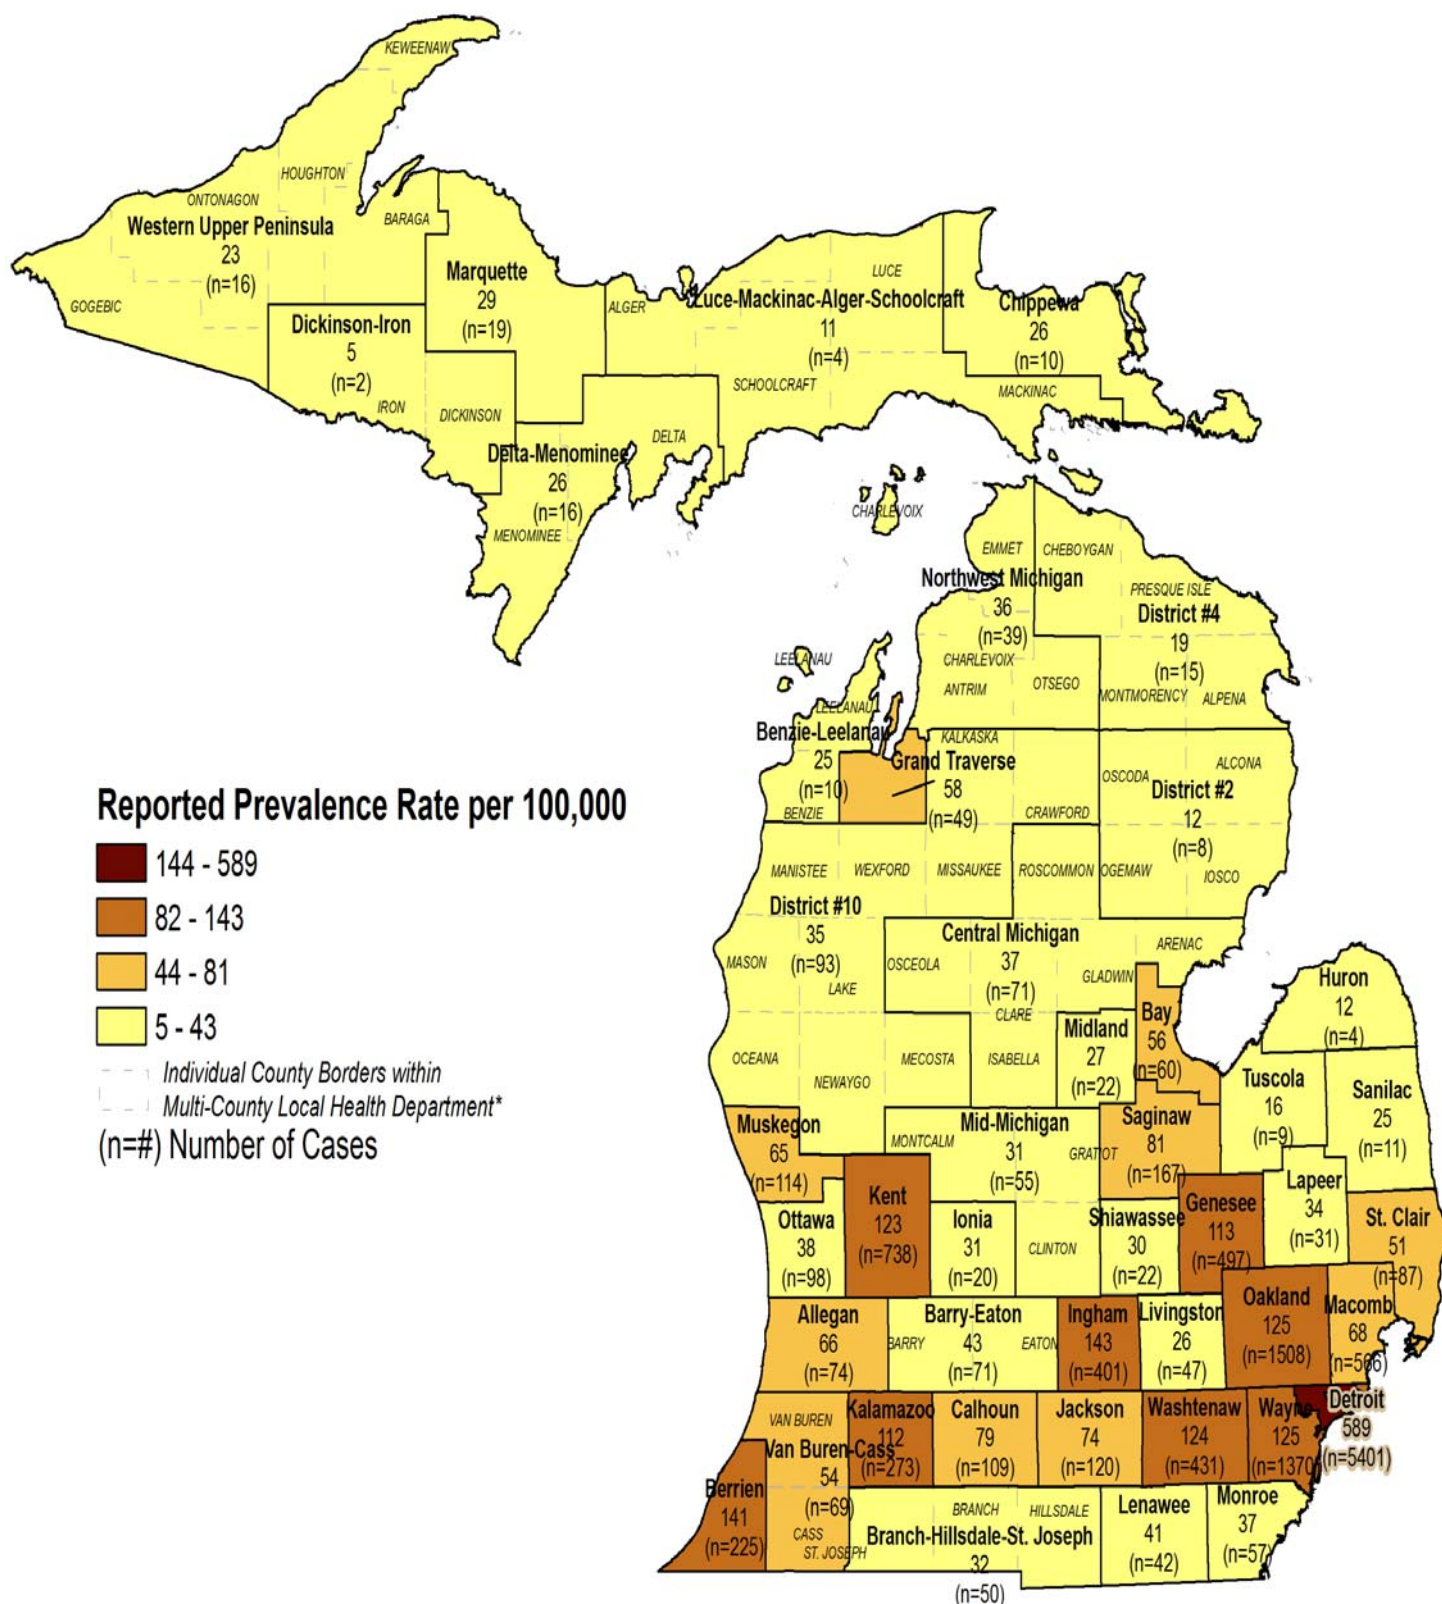 KEWEENAW
HOUGHTON
ONTONAGON
BARAGA
Western Upper Peninsula
23
(n=16)
GOGEBIC
Marquette
29
(n=19)
Dickinson-Iron
5
(n=2)
IRON
DICKINSON
ALGER
LUCE
Luce-Mackinac-Alger-Schoolcraft
11
(n=4)
SCHOOLCRAFT
Chippewa
26
(n=10)
MACKINAC
DELTA
Delta-Menominee
26
(n=16)
MENOMINEE
CHARLEVOIX
EMMET
CHEBOYGAN
Northwest Michigan
36
(n=39)
PRESQUE ISLE
District #4
19
(n=15)
LEELANAU
CHARLEVOIX
ANTRIM
OTSEGO
MONTMORENCY
ALPENA
LEELANAU
Benzie-Leelanau
25
(n=10)
BENZIE
KALKASKA
Grand Traverse
58
(n=49)
CRAWFORD
OSCODA
ALCONA
District #2
12
(n=8)
Reported Prevalence Rate per 100,000
144 - 589
82 - 143
44 - 81
5 - 43
Individual County Borders within
Multi-County Local Health Department*
(n=#) Number of Cases
MANISTEE
WEXFORD
MISSAUKEE
ROSCOMMON
OGEMAW
IOSCO
District #10
35
(n=93)
MASON
LAKE
OSCEOLA
Central Michigan
37
(n=71)
GLADWIN
ARENAC
CLARE
OCEANA
NEWAYGO
MECOSTA
ISABELLA
Midland
27
(n=22)
Bay
56
(n=60)
Huron
12
(n=4)
Tuscola
16
(n=9)
Sanilac
25
(n=11)
Muskegon
65
(n=114)
MONTCALM
Mid-Michigan
31
(n=55)
GRATIOT
Saginaw
81
(n=167)
Kent
123
(n=738)
Ottawa
38
(n=98)
Ionia
31
(n=20)
CLINTON
Shiawassee
30
(n=22)
Genesee
113
(n=497)
Lapeer
34
(n=31)
St. Clair
51
(n=87)
Allegan
66
(n=74)
Barry-Eaton
BARRY
43
EATON
(n=71)
Ingham
143
(n=401)
Livingston
26
(n=47)
Oakland
125
(n=1508)
Macomb
68
(n=566)
VAN BUREN
Van Buren-Cass
54
(n=69)
CASS
Kalamazoo
112
(n=273)
Calhoun
79
(n=109)
Jackson
74
(n=120)
Washtenaw
124
(n=431)
Wayne
125
(n=1370)
Detroit
589
(n=5401)
Berrien
141
(n=225)
ST. JOSEPH
BRANCH
HILLSDALE
Branch-Hillsdale-St. Joseph
32
(n=50)
Lenawee
41
(n=42)
Monroe
37
(n=57)